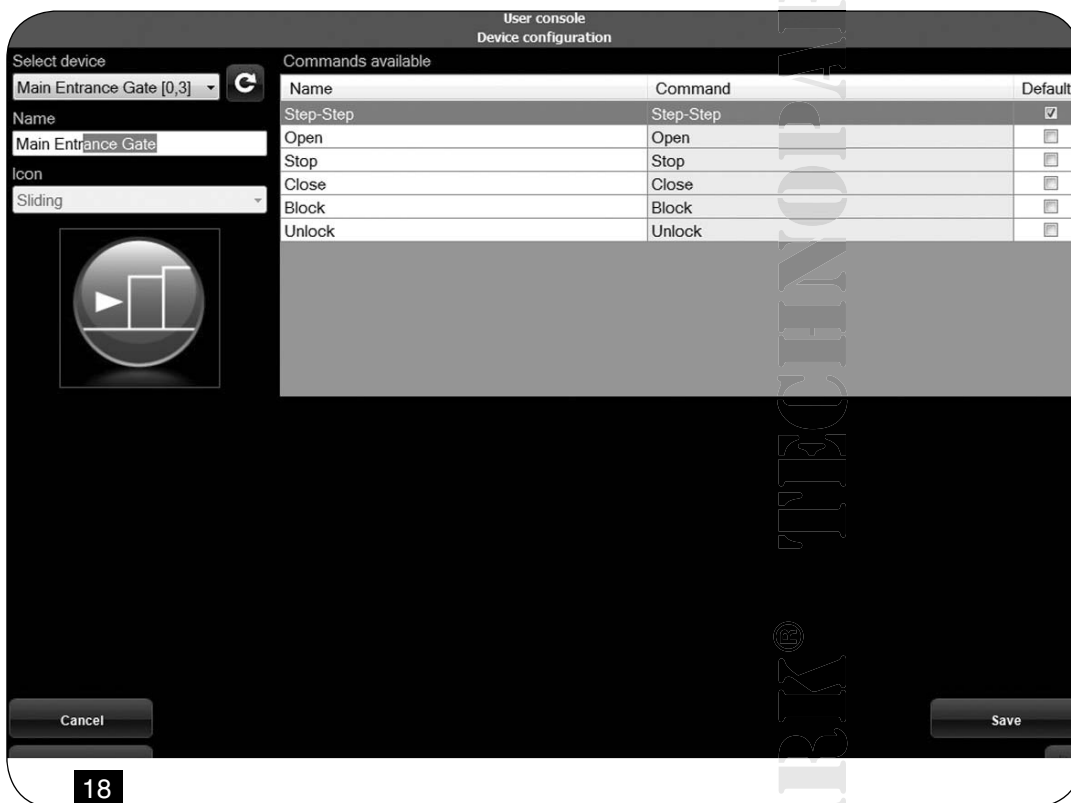 User console
Device configuration
Select device
Main Entrance Gate [0,3]
Name
Main Entrance Gate
Icon
Sliding
Commands available
Name Command Default
Step-Step Step-Step
Open Open
Stop Stop
Close Close
Block Block
Unlock Unlock
Cancel
Save
18
TECHNOPA
RK®